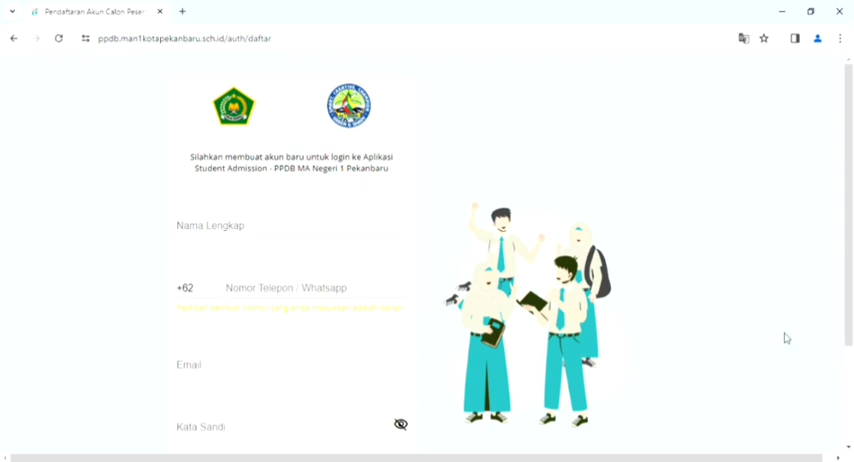 Pendaftaran Akun Calon Peser
ppdb.man1kotapekanbaru.sch.id/auth/daftar
Silahkan membuat akun baru untuk login ke Aplikasi
Student Admission - PPDB MA Negeri 1 Pekanbaru
Nama Lengkap
+62 Nomor Telepon / Whatsapp
Email
Kata Sandi